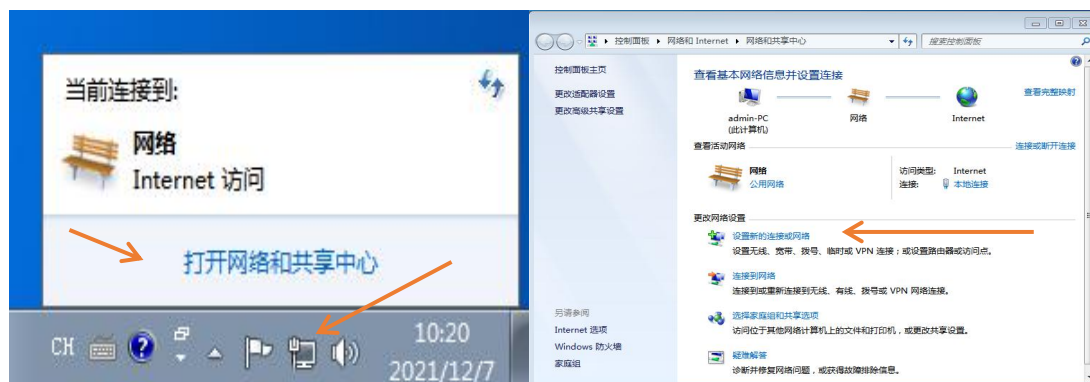 当前连接到:
网络
Internet 访问
打开网络和共享中心
CH
10:20
2021/12/7
控制面板 ▸ 网络和 Internet ▸ 网络和共享中心
搜索控制面板
控制面板主页
更改适配器设置
更改高级共享设置
另请参阅
Internet 选项
Windows 防火墙
家庭组
查看基本网络信息并设置连接
查看完整映射
admin-PC
(此计算机)
网络
Internet
查看活动网络
连接或断开连接
网络
公用网络
访问类型: Internet
连接: 本地连接
更改网络设置
设置新的连接或网络
设置无线、宽带、拨号、临时或 VPN 连接；或设置路由器或访问点。
连接到网络
连接到或重新连接到无线、有线、拨号或 VPN 网络连接。
选择家庭组和共享选项
访问位于其他网络计算机上的文件和打印机，或更改共享设置。
疑难解答
诊断并修复网络问题，或获得故障排除信息。